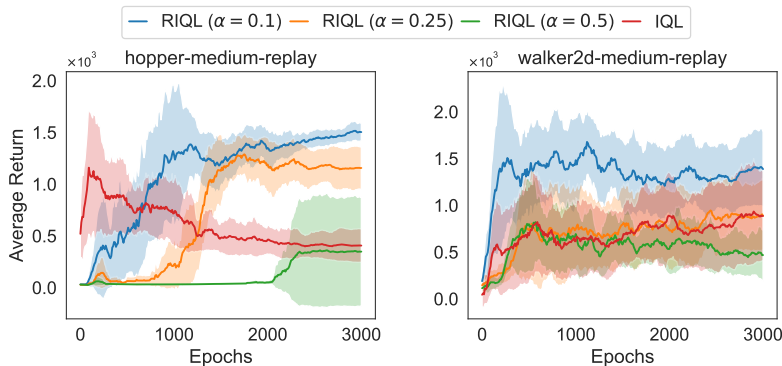 RIQL (α = 0.1) RIQL (α = 0.25) RIQL (α = 0.5) IQL
hopper-medium-replay
×10³
2.0
1.5
1.0
0.5
0.0
Average Return
0 1000 2000 3000
Epochs
walker2d-medium-replay
×10³
2.0
1.5
1.0
0.5
0.0
0 1000 2000 3000
Epochs